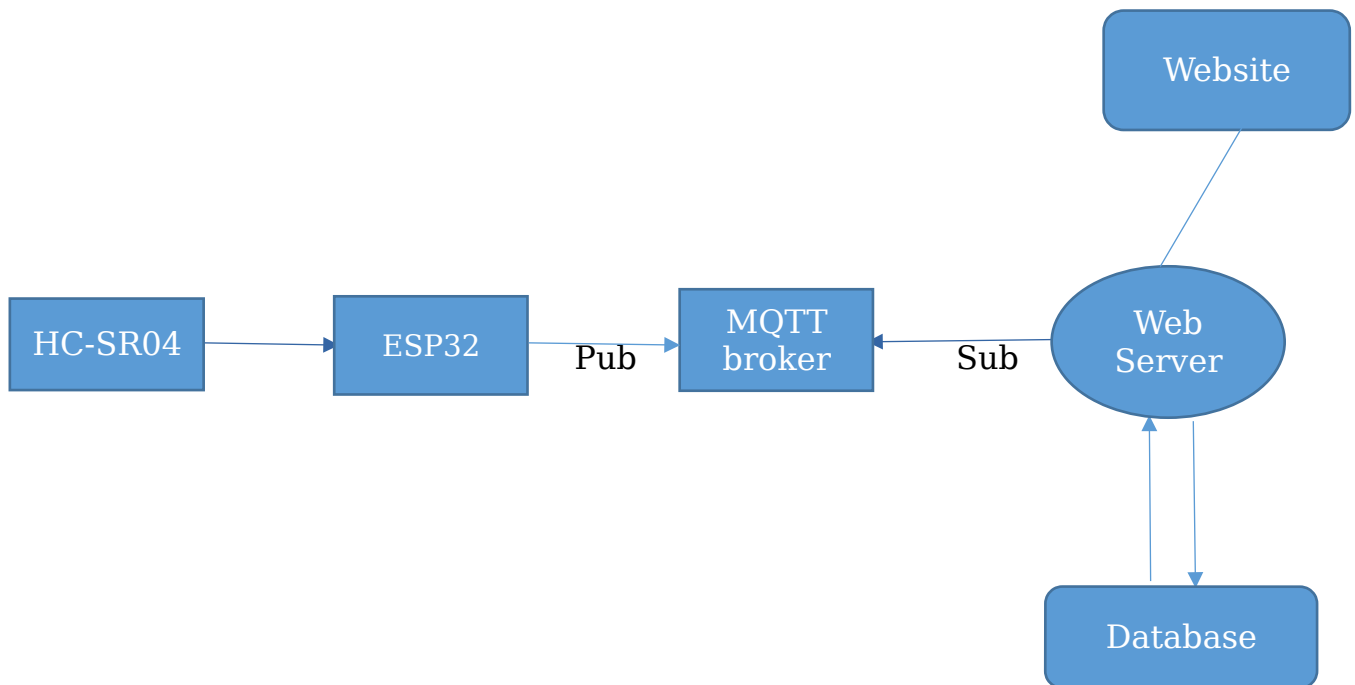 Website
HC-SR04
ESP32
Pub
MQTT
broker
Sub
Web
Server
Database